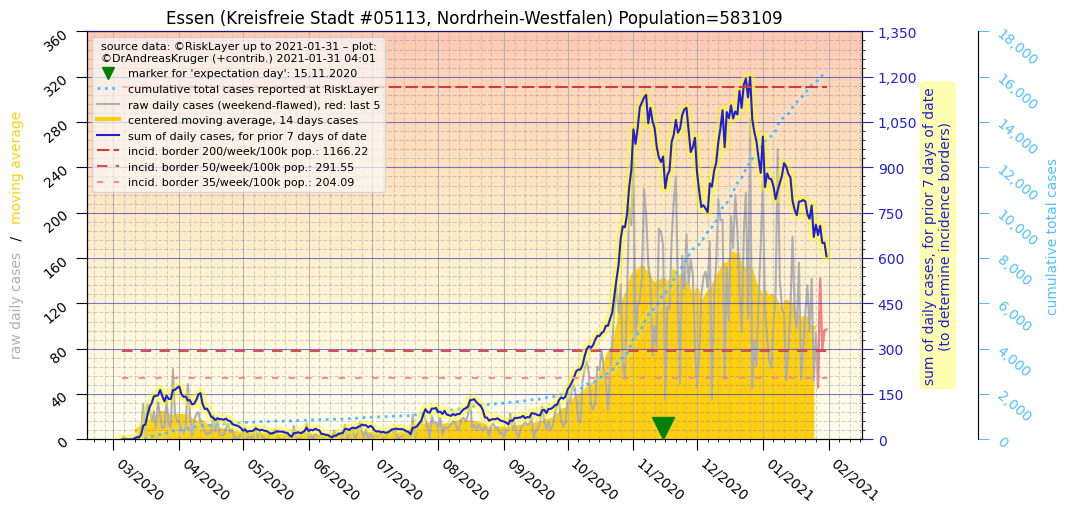 Essen (Kreisfreie Stadt #05113, Nordrhein-Westfalen) Population=583109
source data: ©RiskLayer up to 2021-01-31 – plot:
©DrAndreasKruger (+contrib.) 2021-01-31 04:01
marker for 'expectation day': 15.11.2020
cumulative total cases reported at RiskLayer
raw daily cases (weekend-flawed), red: last 5
centered moving average, 14 days cases
sum of daily cases, for prior 7 days of date
incid. border 200/week/100k pop.: 1166.22
incid. border 50/week/100k pop.: 291.55
incid. border 35/week/100k pop.: 204.09
raw daily cases / moving average
360
320
280
240
200
160
120
80
40
0
03/2020
04/2020
05/2020
06/2020
07/2020
08/2020
09/2020
10/2020
11/2020
12/2020
01/2021
02/2021
1,350
1,200
1,050
900
750
600
450
300
150
0
sum of daily cases, for prior 7 days of date
(to determine incidence borders)
18,000
16,000
14,000
12,000
10,000
8,000
6,000
4,000
2,000
0
cumulative total cases